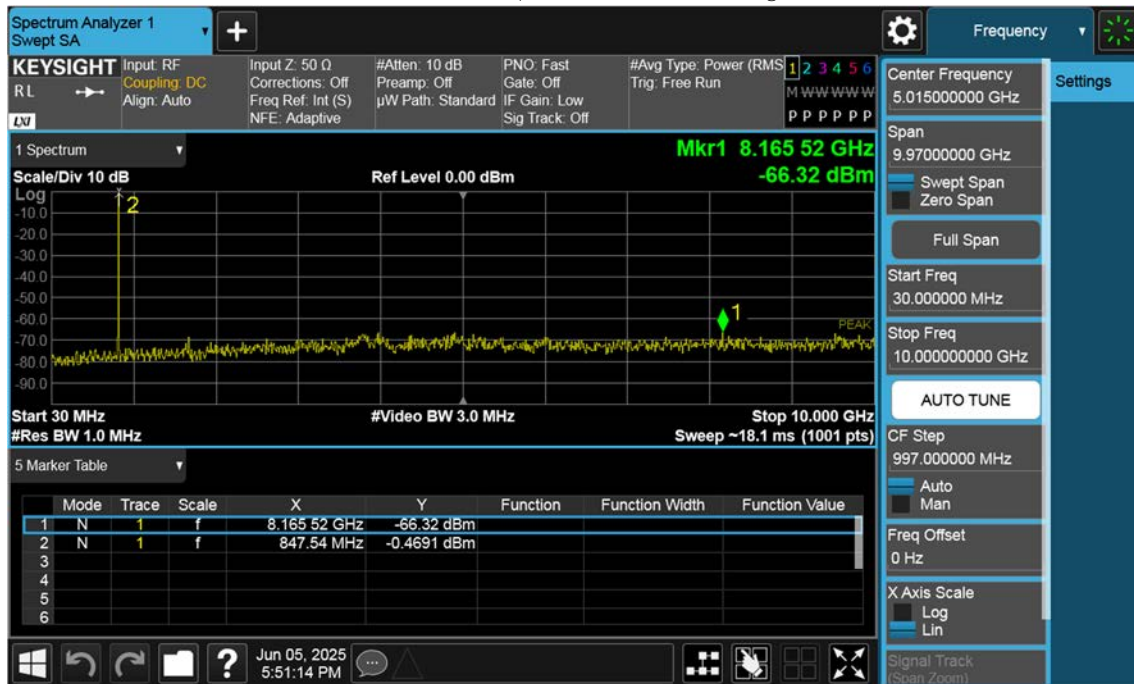 Spectrum Analyzer 1
Swept SA
+
Frequency
KEYSIGHT
RL
LXI
Input: RF
Coupling: DC
Align: Auto
Input Z: 50 Ω
Corrections: Off
Freq Ref: Int (S)
NFE: Adaptive
#Atten: 10 dB
Preamp: Off
µW Path: Standard
PNO: Fast
Gate: Off
IF Gain: Low
Sig Track: Off
#Avg Type: Power (RMS
Trig: Free Run
1 2 3 4 5 6
M W W W W W
P P P P P P
1 Spectrum
Mkr1 8.165 52 GHz
Scale/Div 10 dB
Ref Level 0.00 dBm
-66.32 dBm
Log
-10.0
-20.0
-30.0
-40.0
-50.0
-60.0
-70.0
-80.0
-90.0
2
1
PEAK
Start 30 MHz
#Video BW 3.0 MHz
Stop 10.000 GHz
#Res BW 1.0 MHz
Sweep ~18.1 ms (1001 pts)
5 Marker Table
Mode Trace Scale X Y Function Function Width Function Value
1 N 1 f 8.165 52 GHz -66.32 dBm
2 N 1 f 847.54 MHz -0.4691 dBm
3
4
5
6
Jun 05, 2025
5:51:14 PM
?
Center Frequency
5.015000000 GHz
Span
9.97000000 GHz
Swept Span
Zero Span
Full Span
Start Freq
30.000000 MHz
Stop Freq
10.000000000 GHz
AUTO TUNE
CF Step
997.000000 MHz
Auto
Man
Freq Offset
0 Hz
X Axis Scale
Log
Lin
Signal Track
(Span Zoom)
Settings